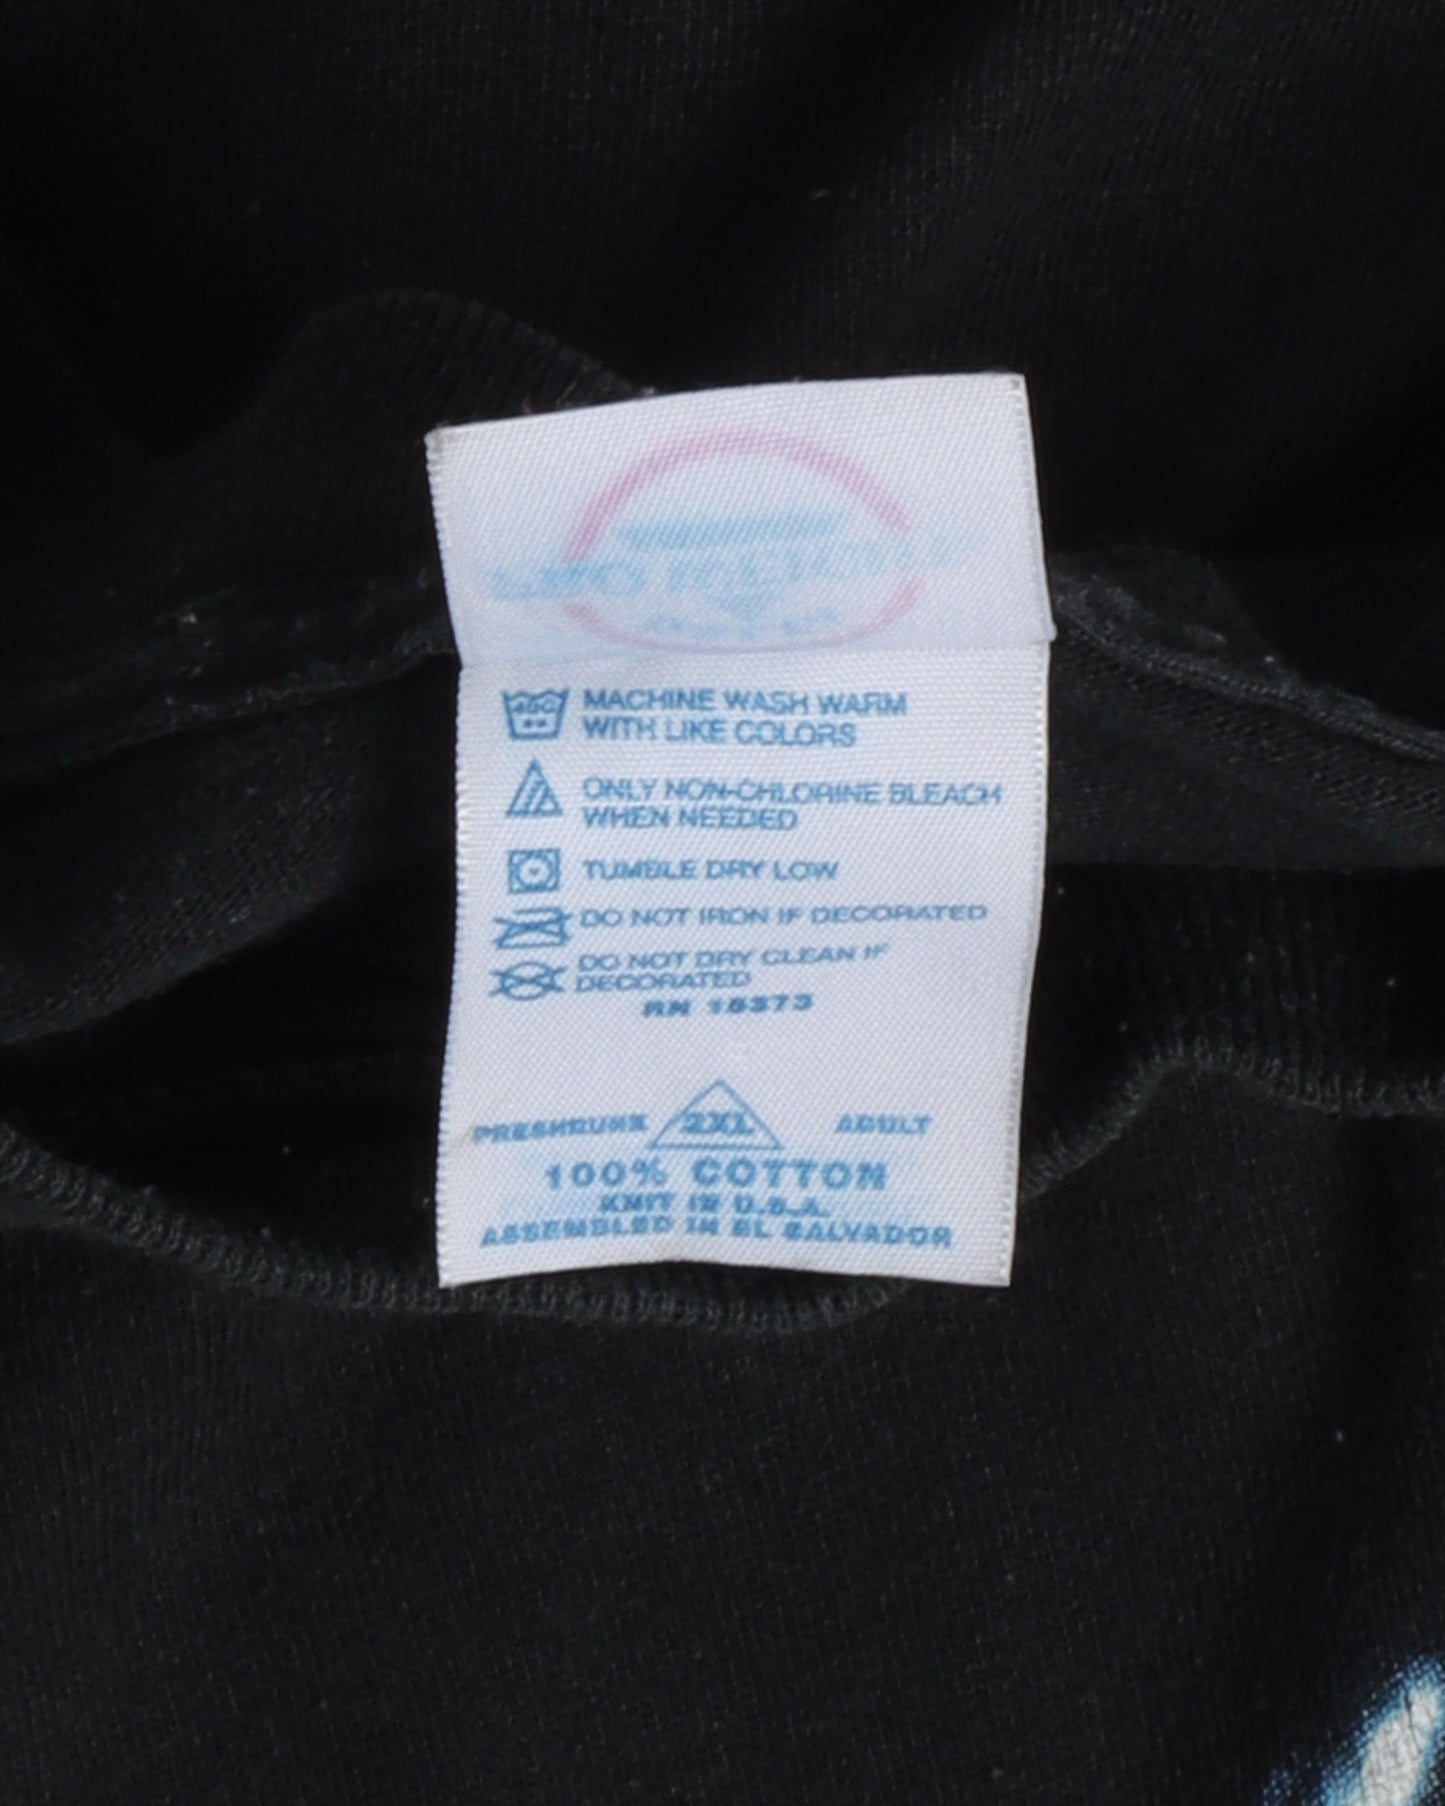 40C
MACHINE WASH WARM
WITH LIKE COLORS
ONLY NON-CHLORINE BLEACH
WHEN NEEDED
TUMBLE DRY LOW
DO NOT IRON IF DECORATED
DO NOT DRY CLEAN IF
DECORATED
RN 15373
PRESHRUNK 2XL ADULT
100% COTTON
KNIT IN U.S.A.
ASSEMBLED IN EL SALVADOR